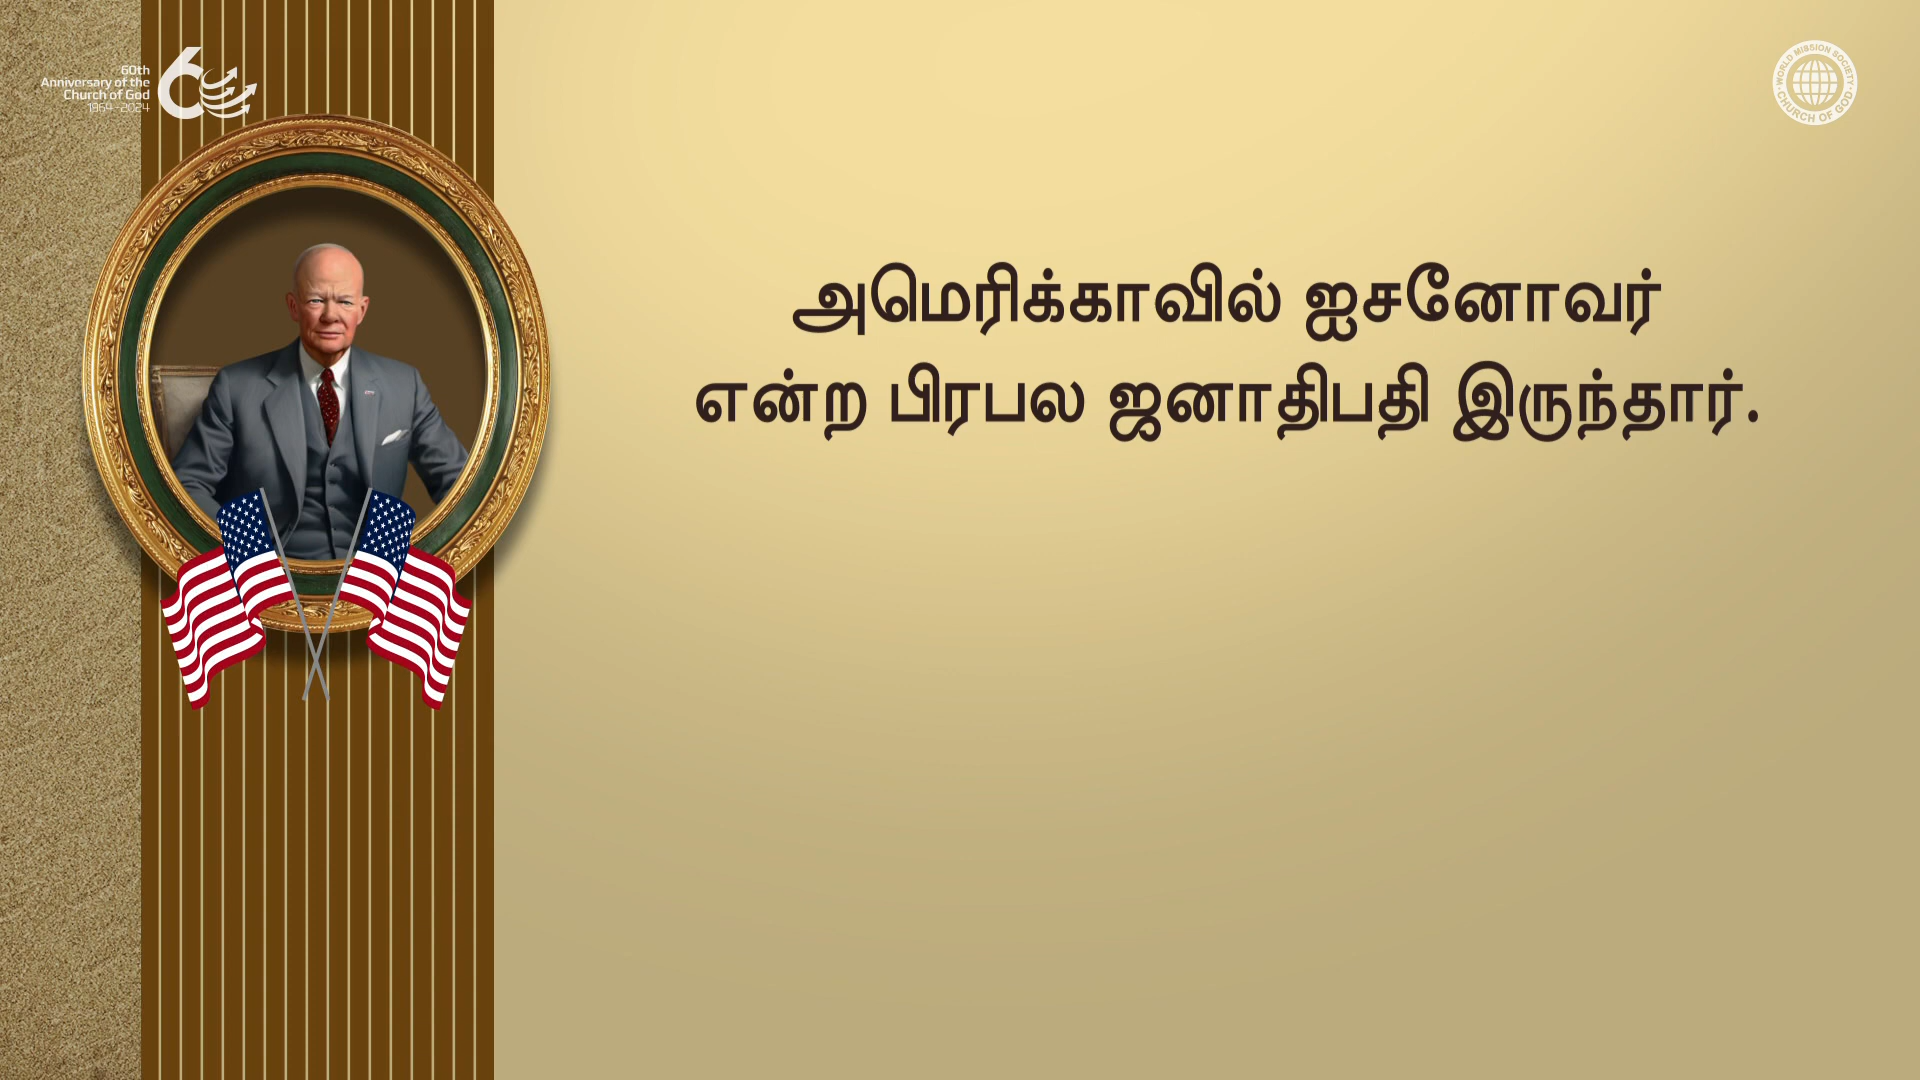 60th
Anniversary of the
Church of God
1964-2024
WORLD MISSION SOCIETY
CHURCH OF GOD
அமெரிக்காவில் ஐசனோவர்
என்ற பிரபல ஜனாதிபதி இருந்தார்.